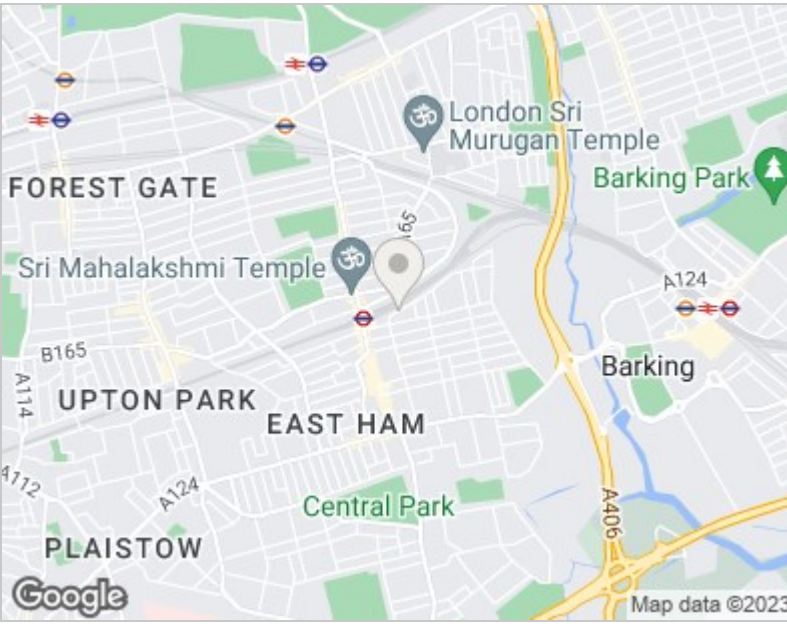 London Sri
Murugan Temple
Barking Park
FOREST GATE
Sri Mahalakshmi Temple
A124
B165
Barking
A114
UPTON PARK
EAST HAM
A112
A124
Central Park
A406
PLAISTOW
Google
Map data ©2023